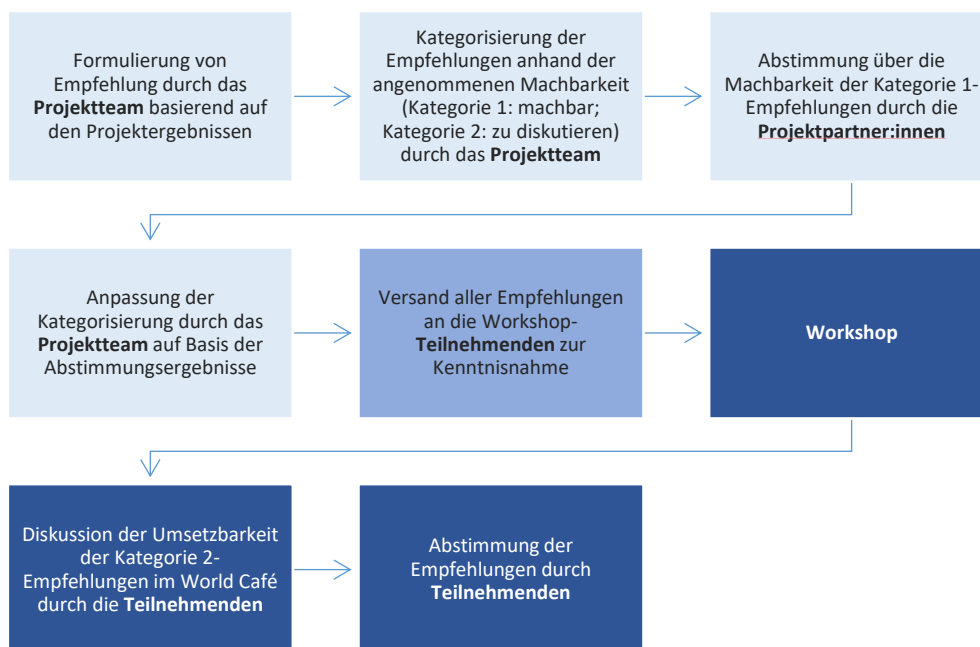 Formulierung von
Empfehlung durch das
Projektteam basierend auf
den Projektergebnissen
Kategorisierung der
Empfehlungen anhand der
angenommenen Machbarkeit
(Kategorie 1: machbar;
Kategorie 2: zu diskutieren)
durch das Projektteam
Abstimmung über die
Machbarkeit der Kategorie 1-
Empfehlungen durch die
Projektpartner:innen
Anpassung der
Kategorisierung durch das
Projektteam auf Basis der
Abstimmungsergebnisse
Versand aller Empfehlungen
an die Workshop-
Teilnehmenden zur
Kenntnisnahme
Workshop
Diskussion der Umsetzbarkeit
der Kategorie 2-
Empfehlungen im World Café
durch die Teilnehmenden
Abstimmung der
Empfehlungen durch
Teilnehmenden